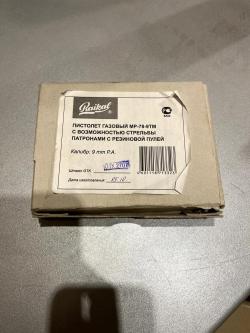 Baikal
ПИСТОЛЕТ ГАЗОВЫЙ МР-79-9ТМ
С ВОЗМОЖНОСТЬЮ СТРЕЛЬБЫ
ПАТРОНАМИ С РЕЗИНОВОЙ ПУЛЕЙ
Калибр: 9 mm P.A.
Штамп ОТК
Дата изготовления